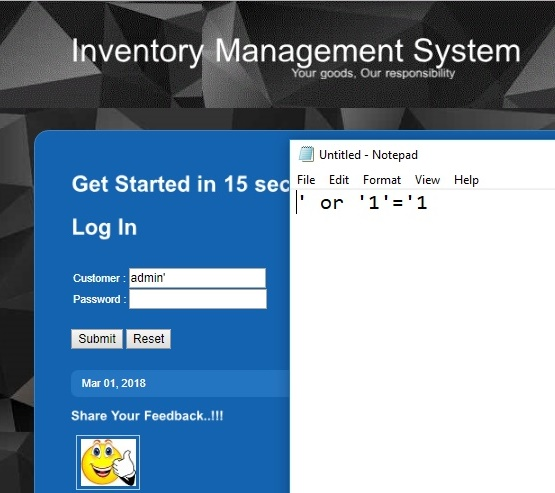 Inventory Management System
Your goods, Our responsibility
Untitled - Notepad
File Edit Format View Help
' or '1'='1
Get Started in 15 sec
Log In
Customer : admin'
Password :
Submit Reset
Mar 01, 2018
Share Your Feedback..!!!